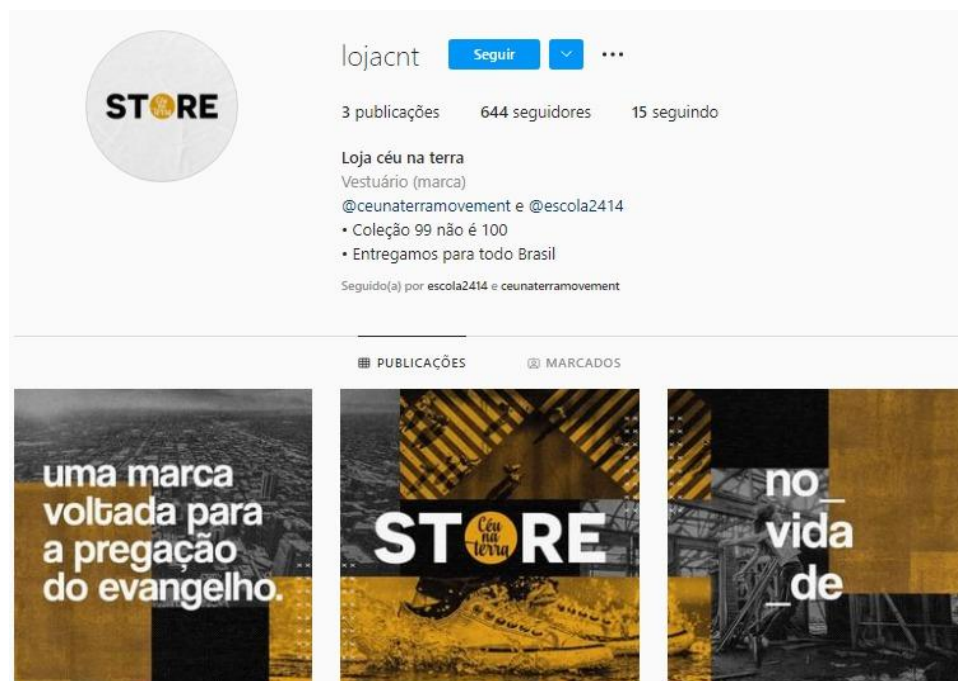 lojacnt Seguir
STORE
3 publicações 644 seguidores 15 seguindo
Loja céu na terra
Vestuário (marca)
@ceunaterramovement e @escola2414
• Coleção 99 não é 100
• Entregamos para todo Brasil
Seguido(a) por escola2414 e ceunaterramovement
PUBLICAÇÕES MARCADOS
uma marca
voltada para
a pregação
do evangelho.
STORE
Céu
na
terra
no_
vida
_de